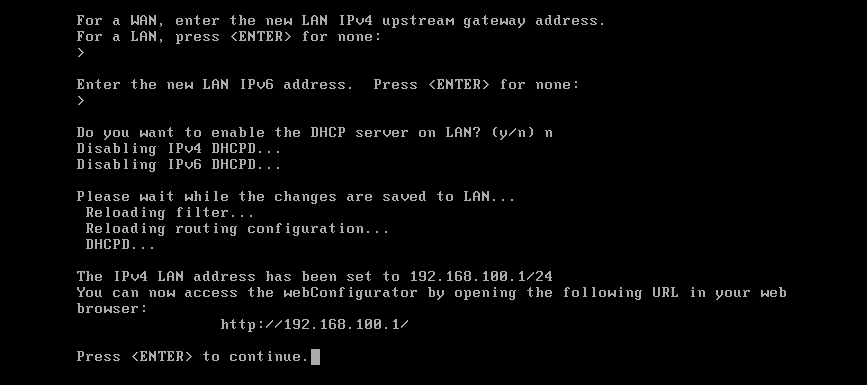 For a WAN, enter the new LAN IPv4 upstream gateway address.
For a LAN, press <ENTER> for none:
>
Enter the new LAN IPv6 address.  Press <ENTER> for none:
>
Do you want to enable the DHCP server on LAN? (y/n) n
Disabling IPv4 DHCPD...
Disabling IPv6 DHCPD...
Please wait while the changes are saved to LAN...
Reloading filter...
Reloading routing configuration...
DHCPD...
The IPv4 LAN address has been set to 192.168.100.1/24
You can now access the webConfigurator by opening the following URL in your web
browser:
http://192.168.100.1/
Press <ENTER> to continue.